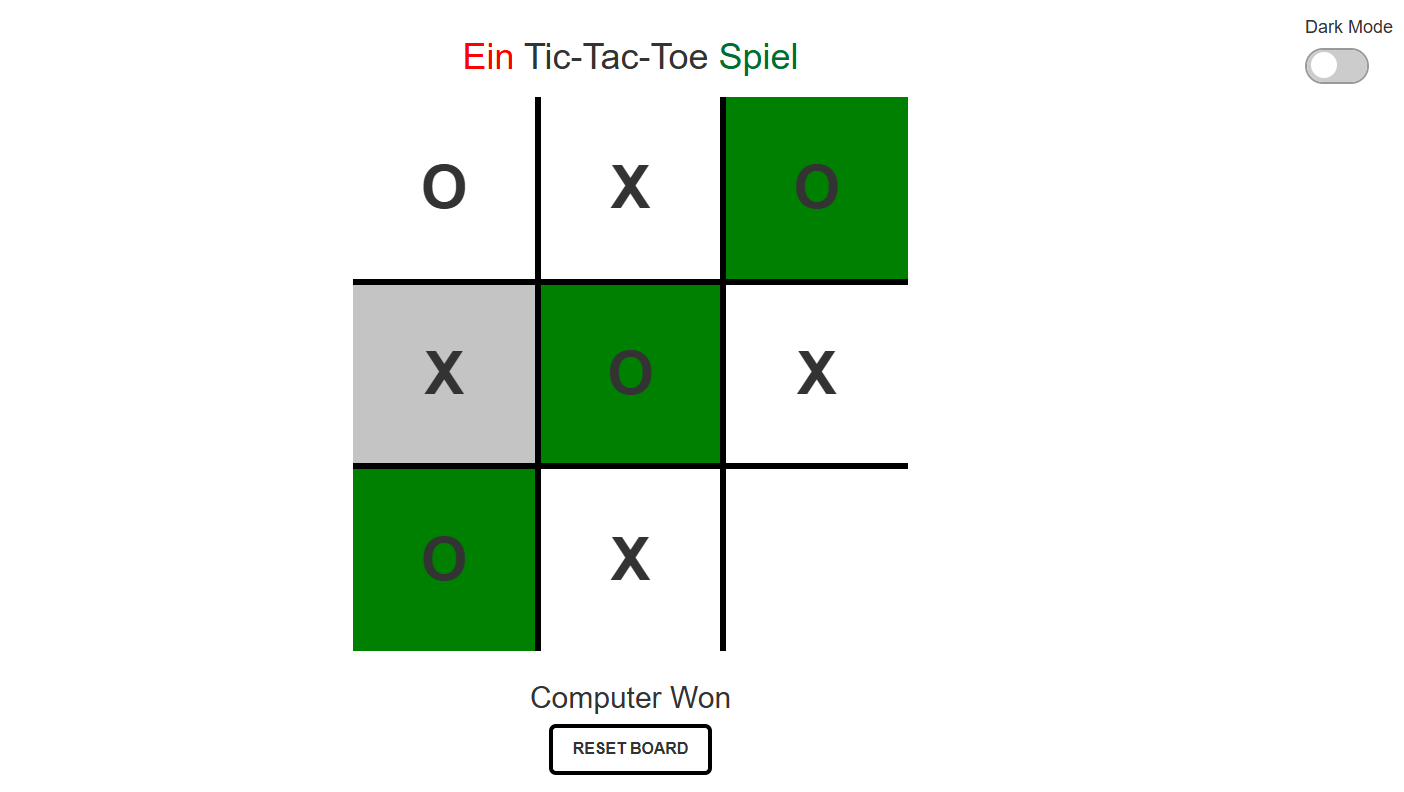 Dark Mode
Ein Tic-Tac-Toe Spiel
O X O
X O X
O X
Computer Won
RESET BOARD